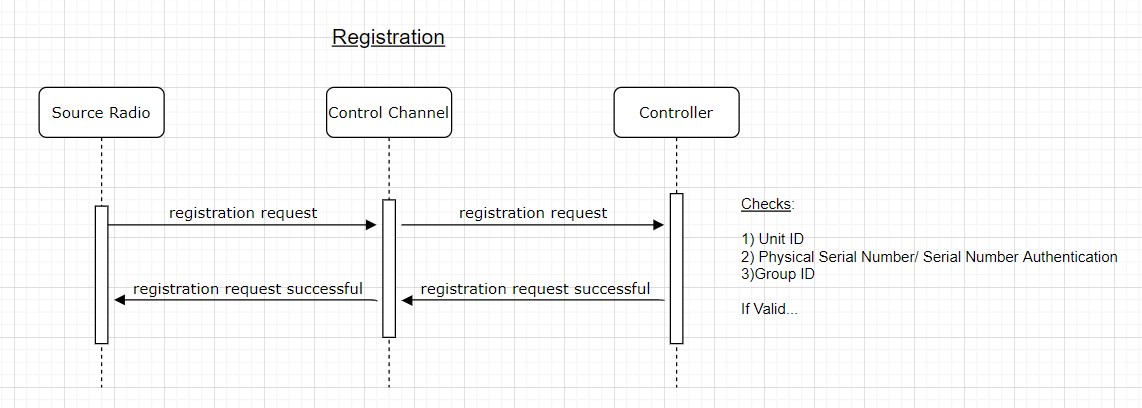 Registration
Source Radio
Control Channel
Controller
registration request
registration request
Checks:
1) Unit ID
2) Physical Serial Number/ Serial Number Authentication
3)Group ID
registration request successful
registration request successful
If Valid...